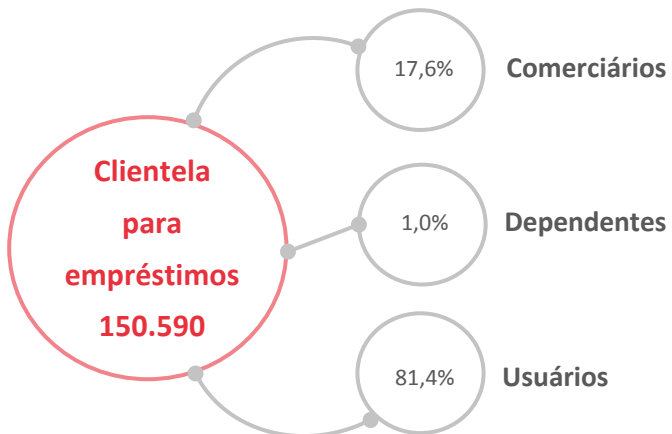 Clientela
para
empréstimos
150.590
17,6%
Comerciários
1,0%
Dependentes
81,4%
Usuários